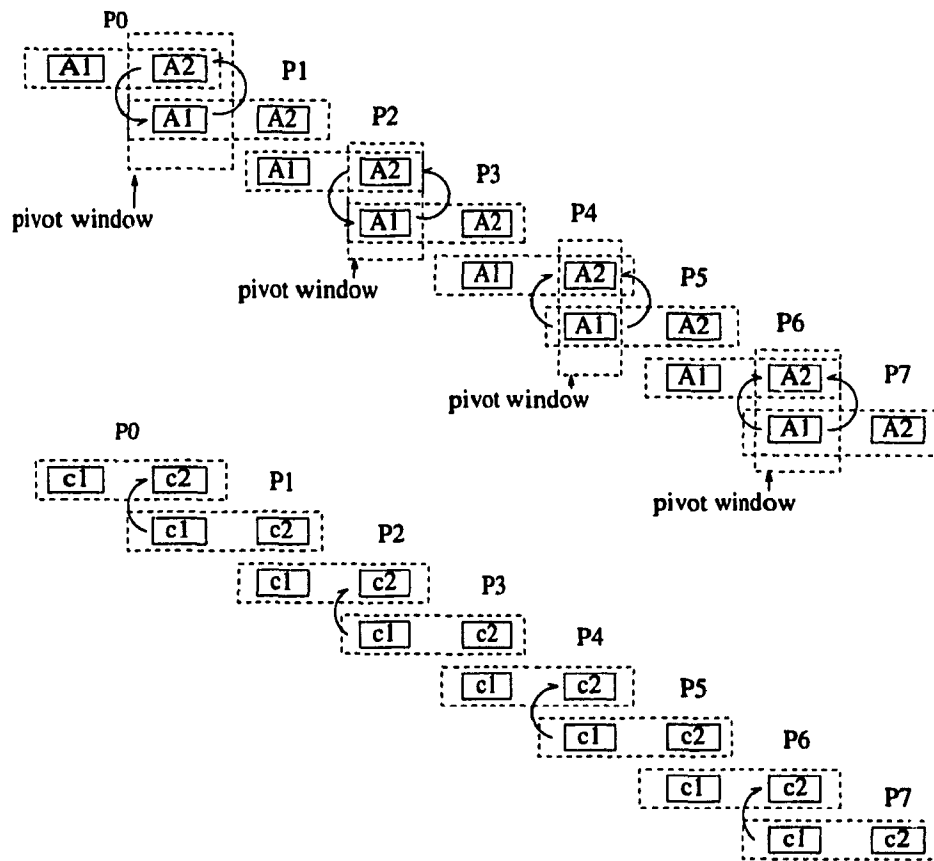 P0
A1 A2 P1
A1 A2 P2
A1 A2 P3
pivot window A1 A2 P4
pivot window A1 A2 P5
A1 A2 P6
pivot window A1 A2 P7
P0 A1 A2
c1 c2 P1 pivot window
c1 c2 P2
c1 c2 P3
c1 c2 P4
c1 c2 P5
c1 c2 P6
c1 c2 P7
c1 c2